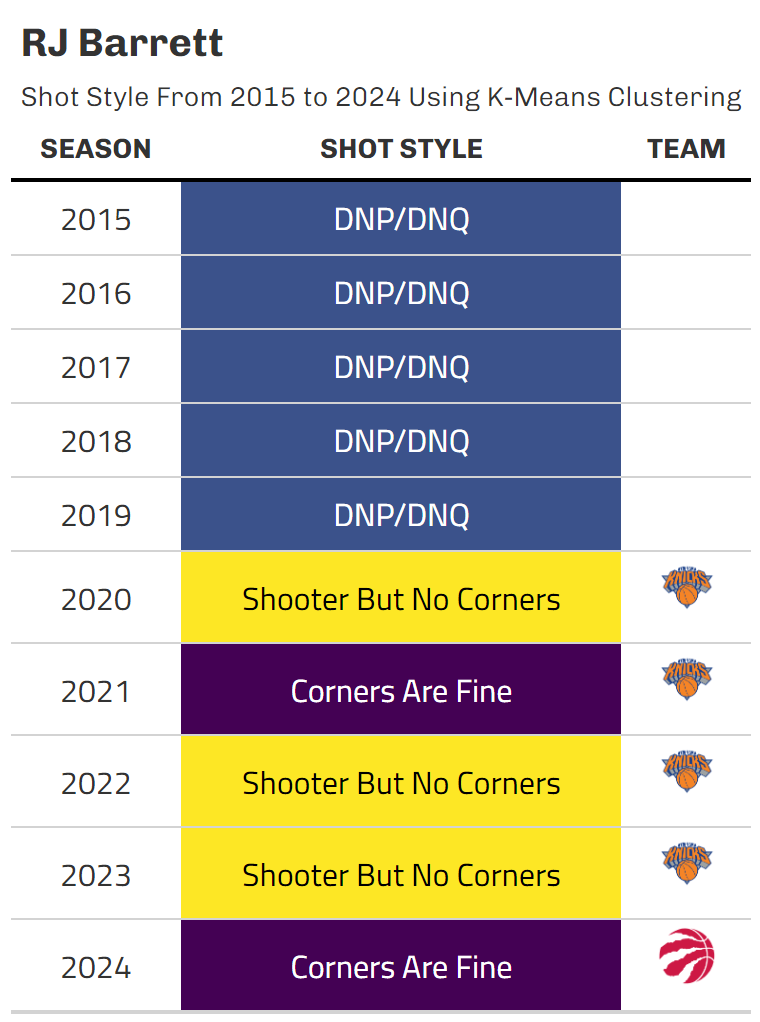 RJ Barrett
Shot Style From 2015 to 2024 Using K-Means Clustering
SEASON SHOT STYLE TEAM
2015 DNP/DNQ
2016 DNP/DNQ
2017 DNP/DNQ
2018 DNP/DNQ
2019 DNP/DNQ
2020 Shooter But No Corners KNICKS
2021 Corners Are Fine KNICKS
2022 Shooter But No Corners KNICKS
2023 Shooter But No Corners KNICKS
2024 Corners Are Fine